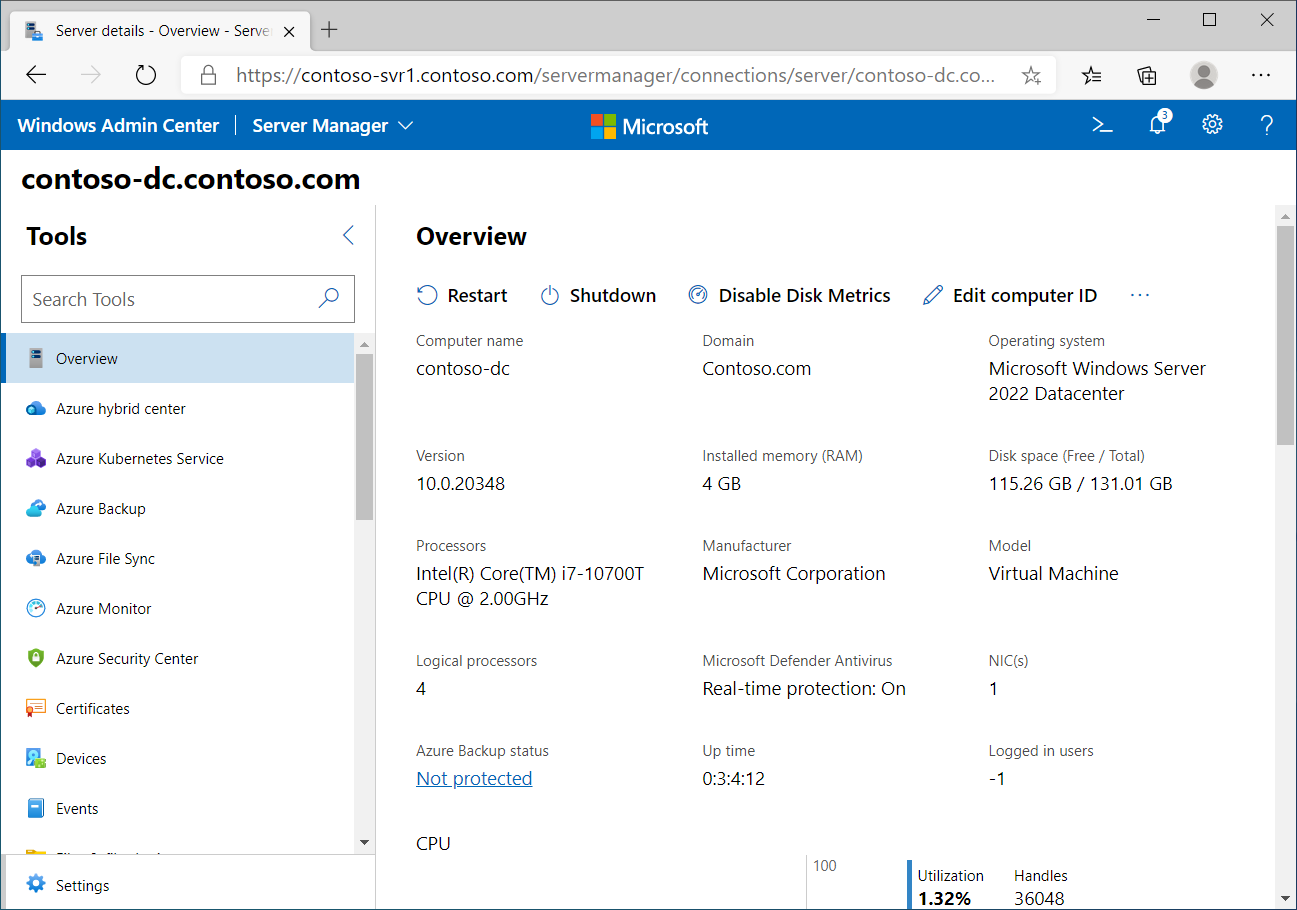 Server details - Overview - Serve
https://contoso-svr1.contoso.com/servermanager/connections/server/contoso-dc.co...
Windows Admin Center
Server Manager
Microsoft
3
contoso-dc.contoso.com
Tools
Search Tools
Overview
Azure hybrid center
Azure Kubernetes Service
Azure Backup
Azure File Sync
Azure Monitor
Azure Security Center
Certificates
Devices
Events
Settings
Overview
Restart
Shutdown
Disable Disk Metrics
Edit computer ID
Computer name
contoso-dc
Domain
Contoso.com
Operating system
Microsoft Windows Server
2022 Datacenter
Version
10.0.20348
Installed memory (RAM)
4 GB
Disk space (Free / Total)
115.26 GB / 131.01 GB
Processors
Intel(R) Core(TM) i7-10700T
CPU @ 2.00GHz
Manufacturer
Microsoft Corporation
Model
Virtual Machine
Logical processors
4
Microsoft Defender Antivirus
Real-time protection: On
NIC(s)
1
Azure Backup status
Not protected
Up time
0:3:4:12
Logged in users
-1
CPU
100
Utilization
1.32%
Handles
36048